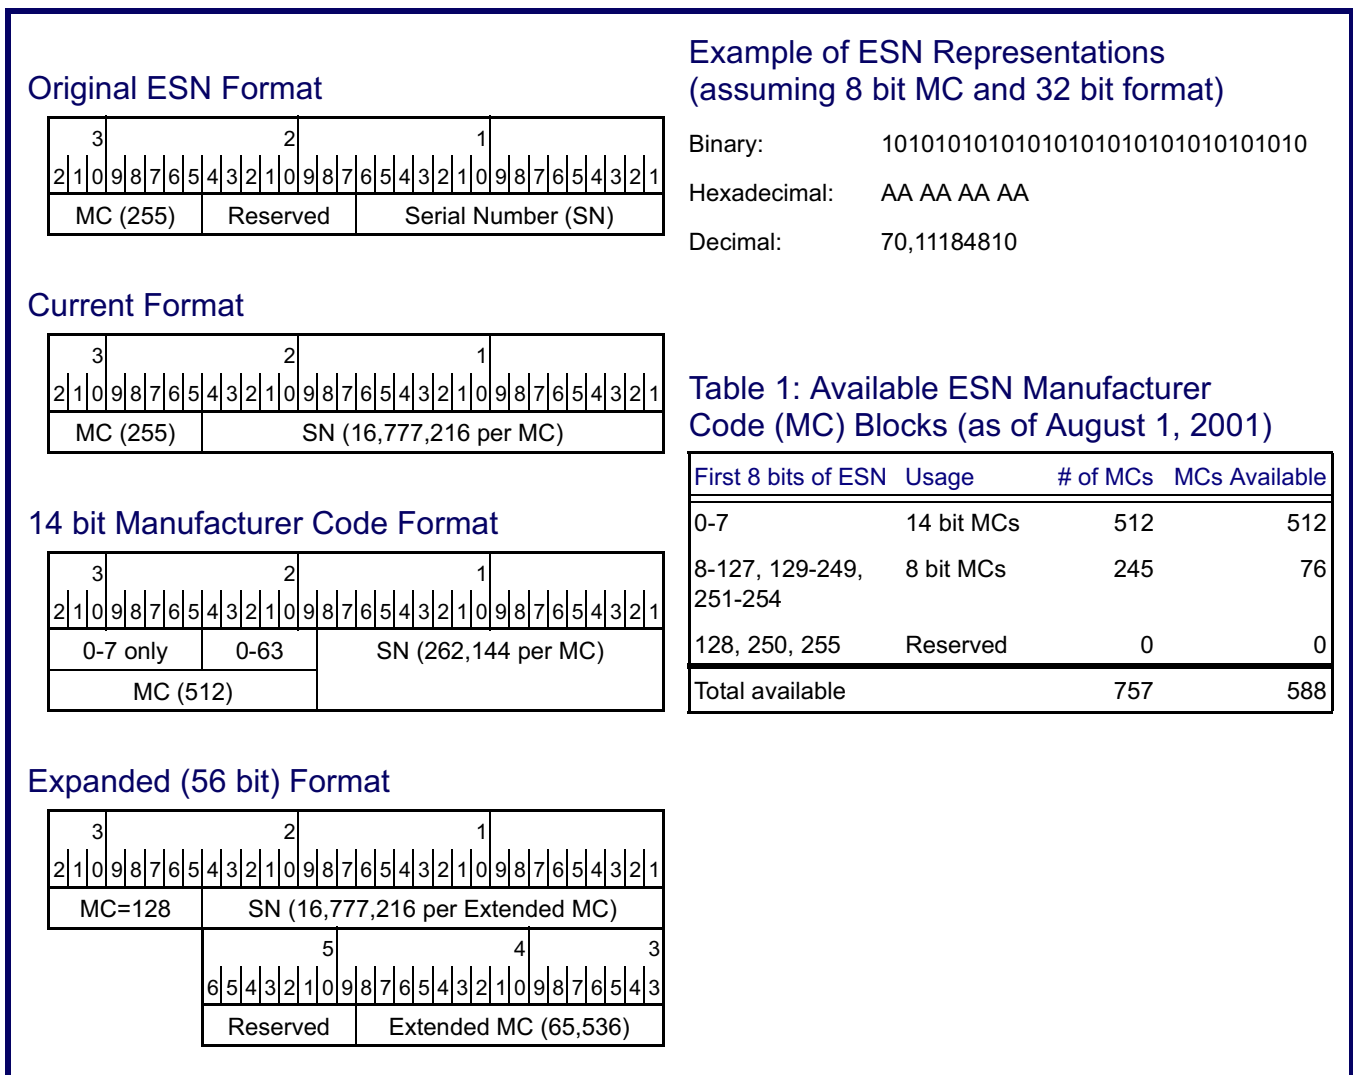 Original ESN Format
3 2 1
2 1 0 9 8 7 6 5 4 3 2 1 0 9 8 7 6 5 4 3 2 1 0 9 8 7 6 5 4 3 2 1
MC (255) Reserved Serial Number (SN)
Current Format
3 2 1
2 1 0 9 8 7 6 5 4 3 2 1 0 9 8 7 6 5 4 3 2 1 0 9 8 7 6 5 4 3 2 1
MC (255) SN (16,777,216 per MC)
14 bit Manufacturer Code Format
3 2 1
2 1 0 9 8 7 6 5 4 3 2 1 0 9 8 7 6 5 4 3 2 1 0 9 8 7 6 5 4 3 2 1
0-7 only 0-63 SN (262,144 per MC)
MC (512)
Expanded (56 bit) Format
3 2 1
2 1 0 9 8 7 6 5 4 3 2 1 0 9 8 7 6 5 4 3 2 1 0 9 8 7 6 5 4 3 2 1
MC=128 SN (16,777,216 per Extended MC)
5 4 3
6 5 4 3 2 1 0 9 8 7 6 5 4 3 2 1 0 9 8 7 6 5 4 3
Reserved Extended MC (65,536)
Example of ESN Representations
(assuming 8 bit MC and 32 bit format)
Binary: 10101010101010101010101010101010
Hexadecimal: AA AA AA AA
Decimal: 70,11184810
Table 1: Available ESN Manufacturer
Code (MC) Blocks (as of August 1, 2001)
First 8 bits of ESN Usage # of MCs MCs Available
0-7 14 bit MCs 512 512
8-127, 129-249, 8 bit MCs 245 76
251-254
128, 250, 255 Reserved 0 0
Total available 757 588